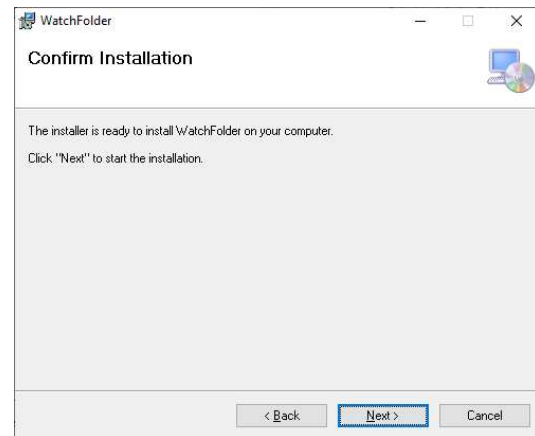 WatchFolder
Confirm Installation
The installer is ready to install WatchFolder on your computer.
Click "Next" to start the installation.
< Back
Next >
Cancel